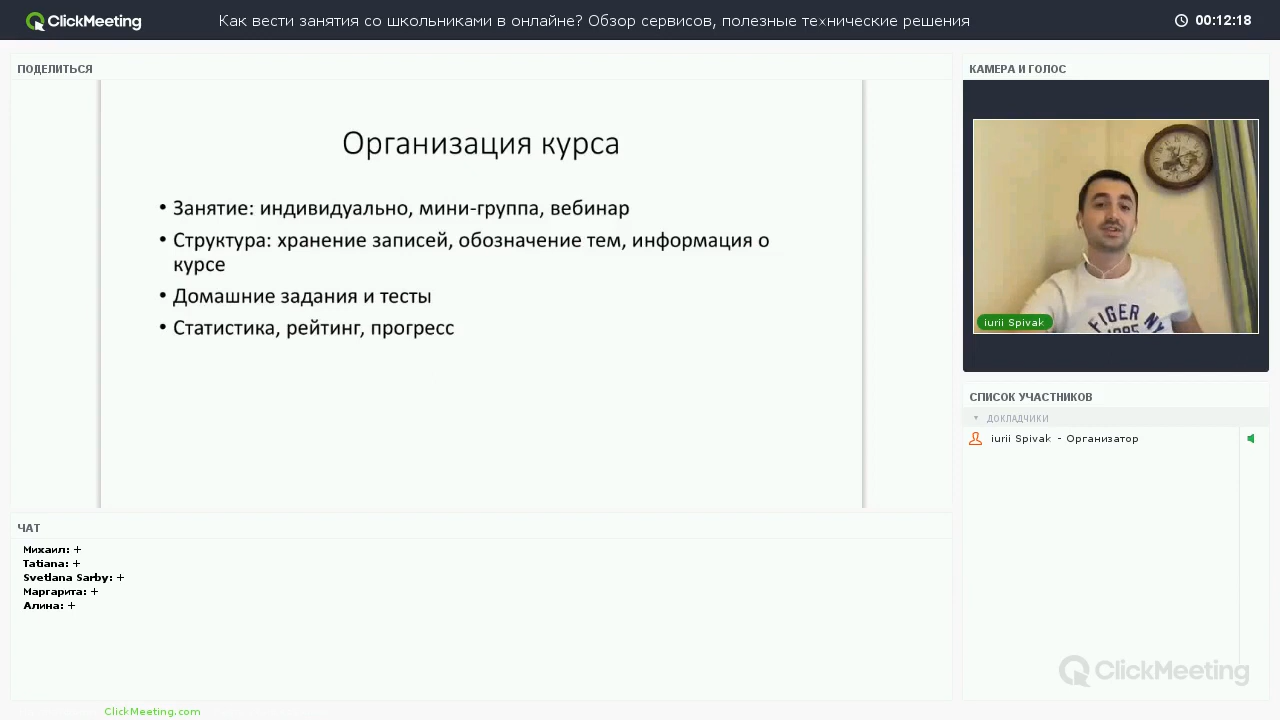 ClickMeeting
Как вести занятия со школьниками в онлайне? Обзор сервисов, полезные технические решения
00:12:18
ПОДЕЛИТЬСЯ
Организация курса
• Занятие: индивидуально, мини-группа, вебинар
• Структура: хранение записей, обозначение тем, информация о
курсе
• Домашние задания и тесты
• Статистика, рейтинг, прогресс
КАМЕРА И ГОЛОС
iurii Spivak
СПИСОК УЧАСТНИКОВ
ДОКЛАДЧИКИ
iurii Spivak - Организатор
ЧАТ
Михаил: +
Tatiana: +
Svetlana Sarby: +
Маргарита: +
Алина: +
ClickMeeting
ClickMeeting.com